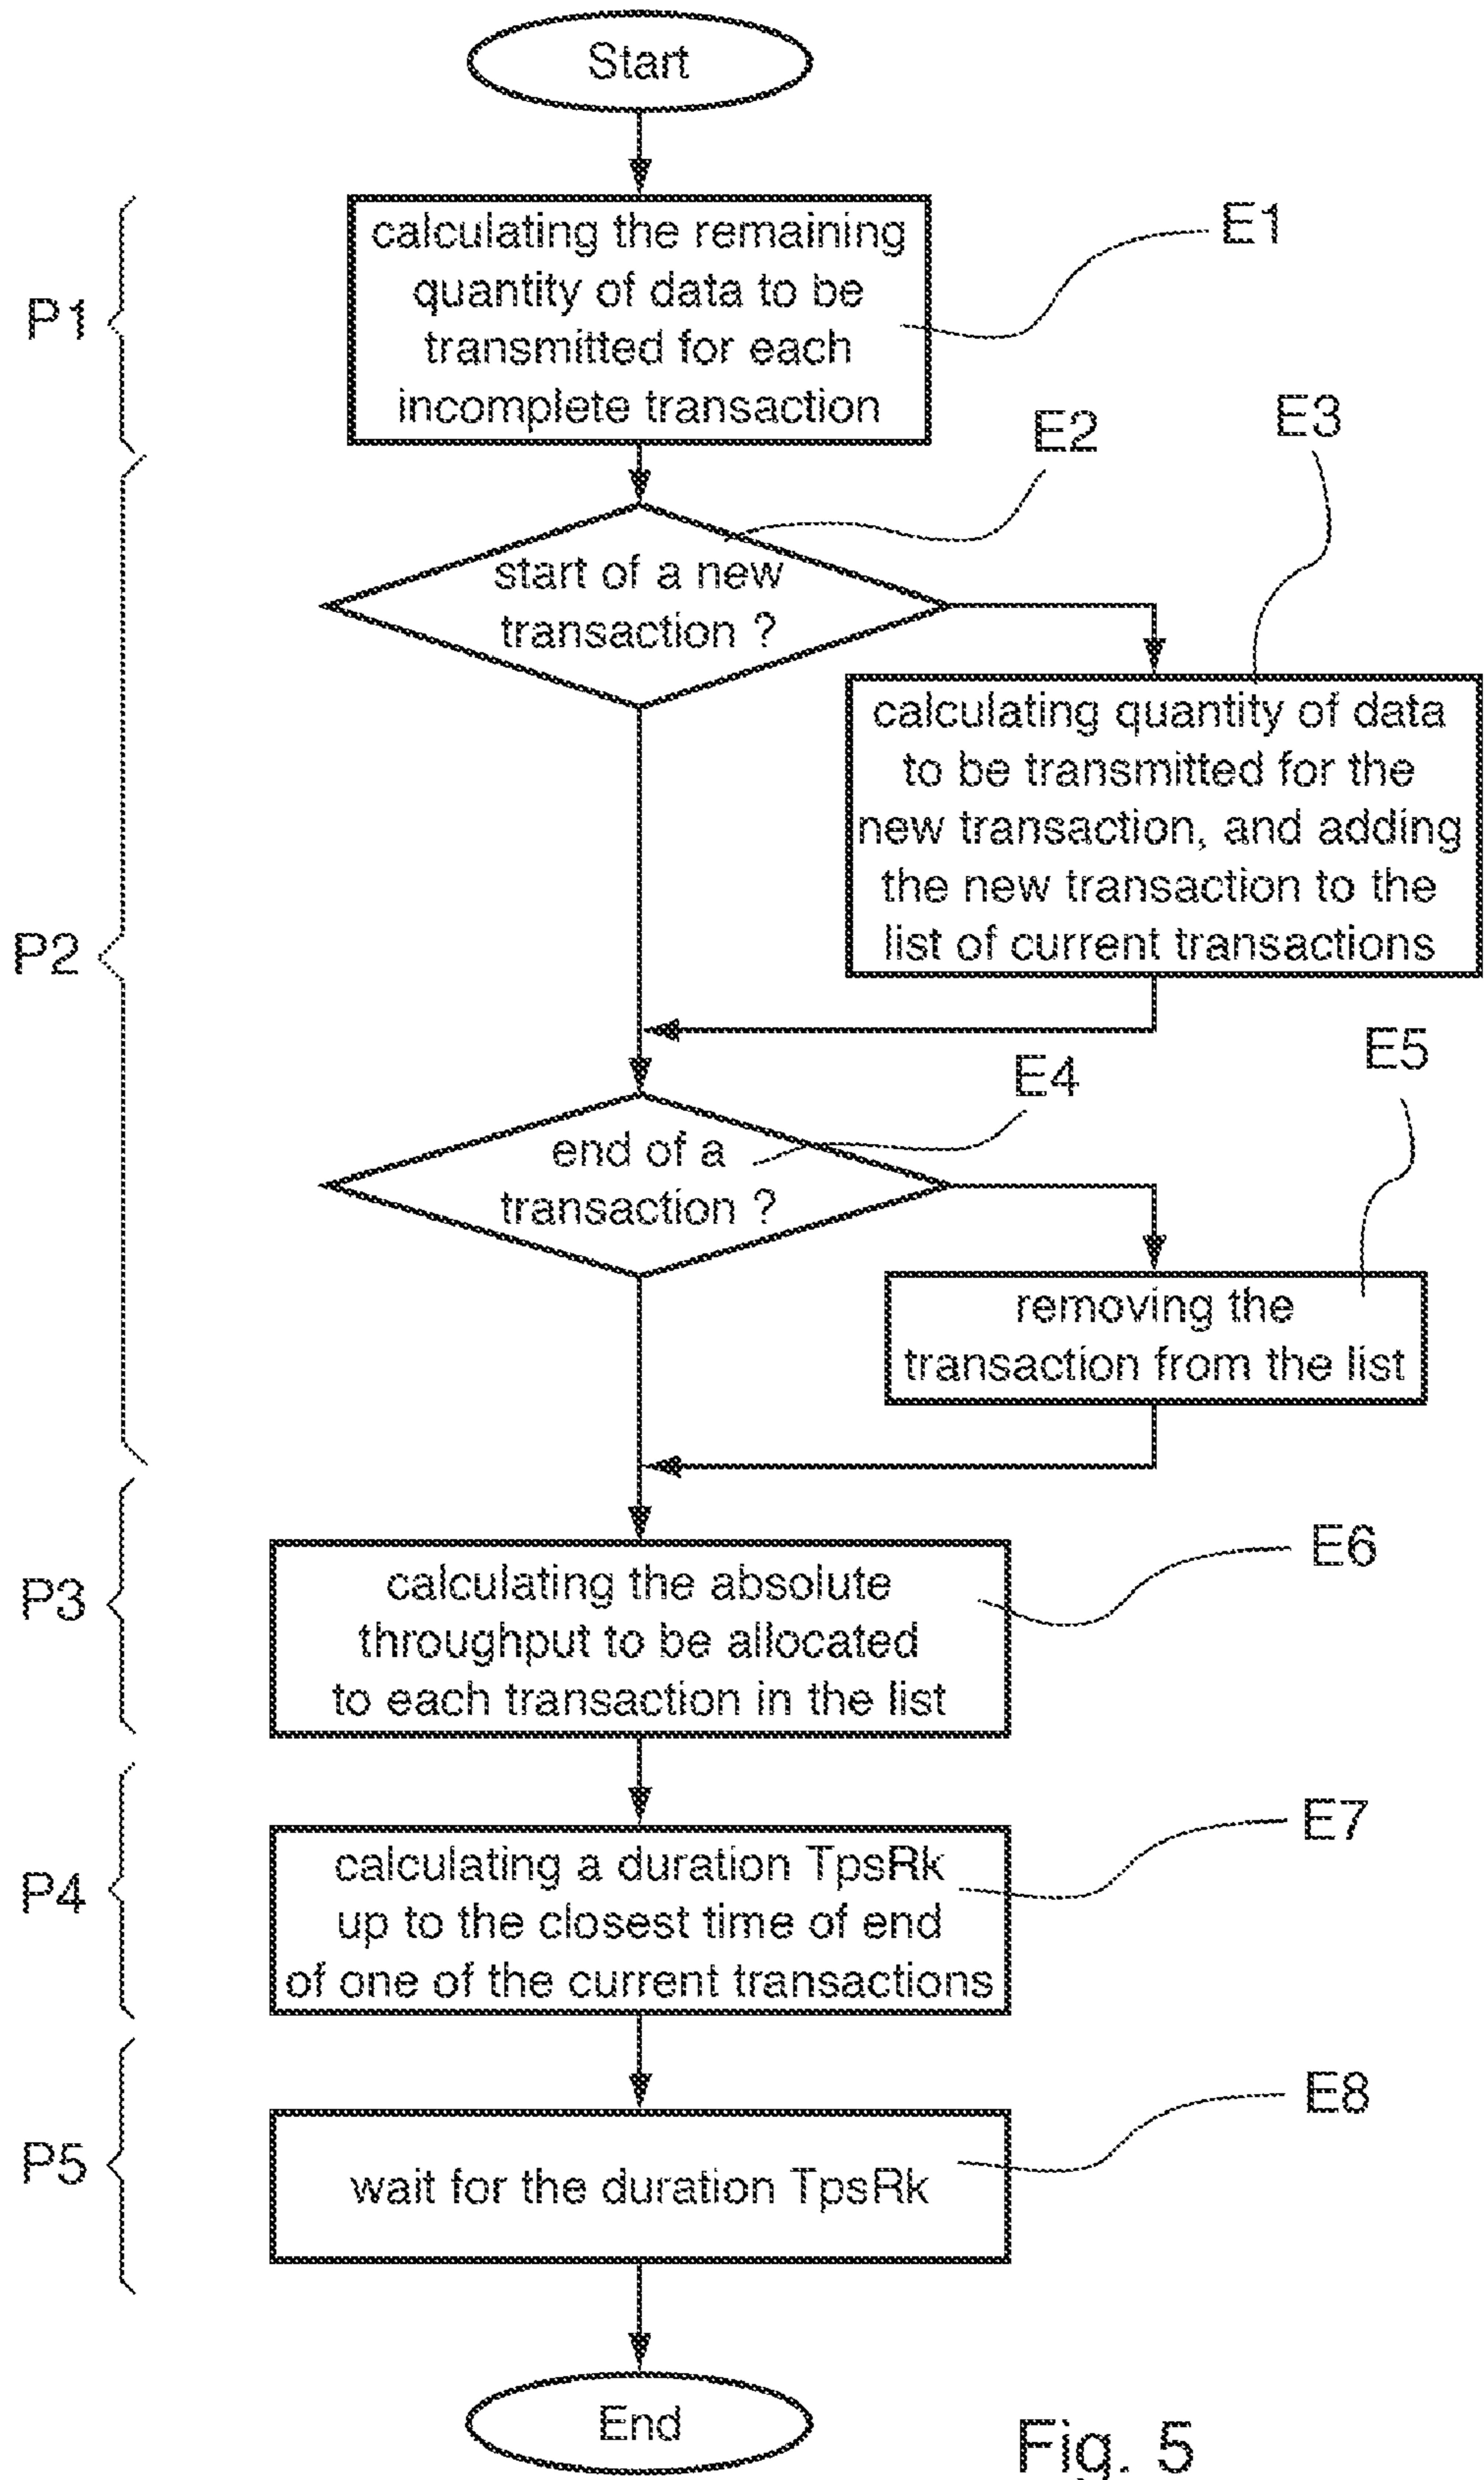 Start
P1
calculating the remaining
quantity of data to be
transmitted for each
incomplete transaction
E1
E2
E3
start of a new
transaction ?
calculating quantity of data
to be transmitted for the
new transaction, and adding
the new transaction to the
list of current transactions
P2
E4
E5
end of a
transaction ?
removing the
transaction from the list
P3
calculating the absolute
throughput to be allocated
to each transaction in the list
E6
P4
calculating a duration TpsRk
up to the closest time of end
of one of the current transactions
E7
P5
wait for the duration TpsRk
E8
End
Fig. 5